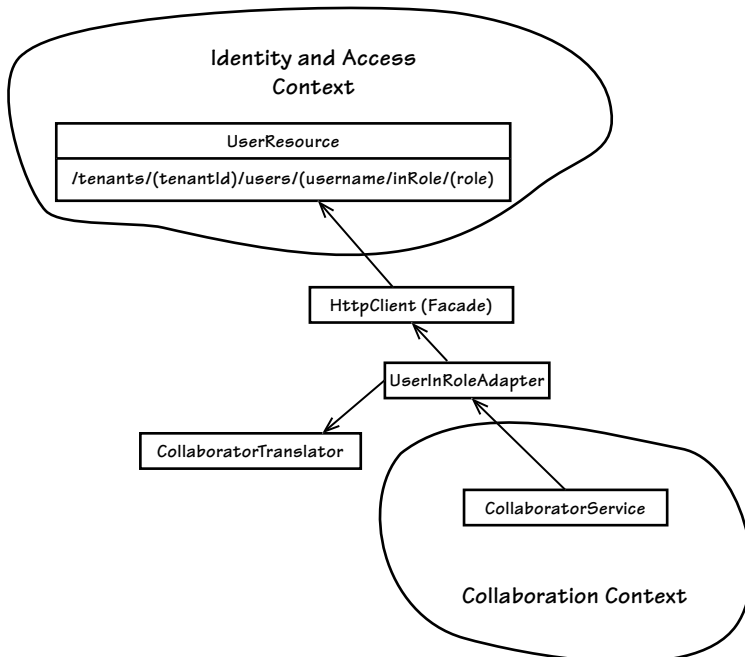 Identity and Access
Context
UserResource
/tenants/(tenantId)/users/(username/inRole/(role)
HttpClient (Facade)
UserInRoleAdapter
CollaboratorTranslator
CollaboratorService
Collaboration Context